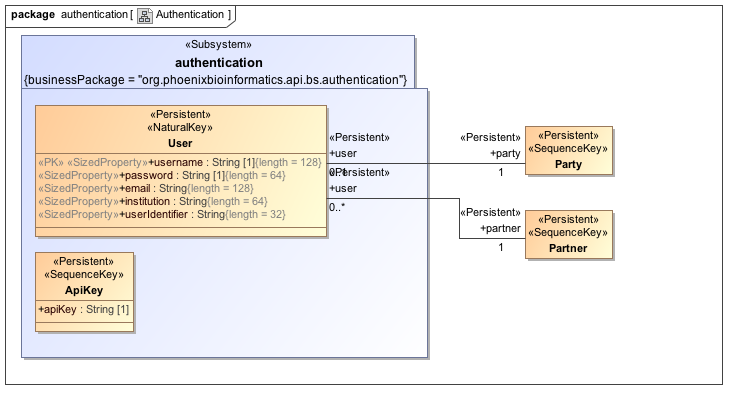 package authentication [ Authentication ]
«Subsystem»
authentication
{businessPackage = "org.phoenixbioinformatics.api.bs.authentication"}
«Persistent»
«NaturalKey»
User
«PK» «SizedProperty»+username : String [1]{length = 128}
«SizedProperty»+password : String [1]{length = 64}
«SizedProperty»+email : String{length = 128}
«SizedProperty»+institution : String{length = 64}
«SizedProperty»+userIdentifier : String{length = 32}
«Persistent»
+user
0..1
«Persistent»
+user
0..*
«Persistent»
+party
1
«Persistent»
«SequenceKey»
Party
«Persistent»
+partner
1
«Persistent»
«SequenceKey»
Partner
«Persistent»
«SequenceKey»
ApiKey
+apiKey : String [1]